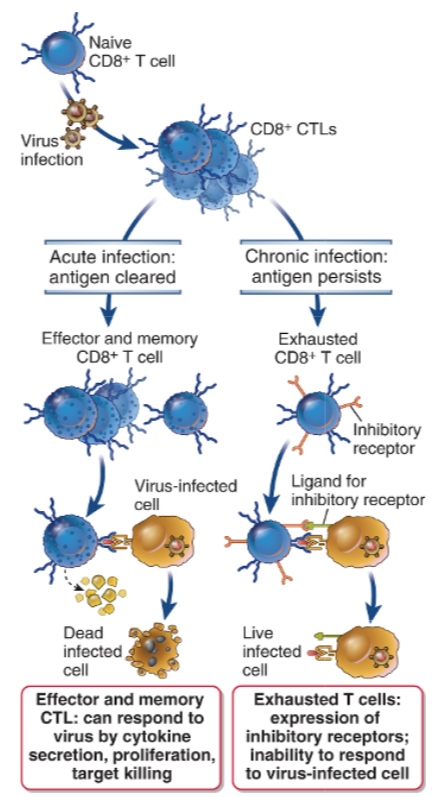 Naive
CD8+ T cell
Virus
infection
CD8+ CTLs
Acute infection:
antigen cleared
Chronic infection:
antigen persists
Effector and memory
CD8+ T cell
Exhausted
CD8+ T cell
Inhibitory
receptor
Virus-infected
cell
Ligand for
inhibitory receptor
Dead
infected
cell
Live
infected
cell
Effector and memory
CTL: can respond to
virus by cytokine
secretion, proliferation,
target killing
Exhausted T cells:
expression of
inhibitory receptors;
inability to respond
to virus-infected cell